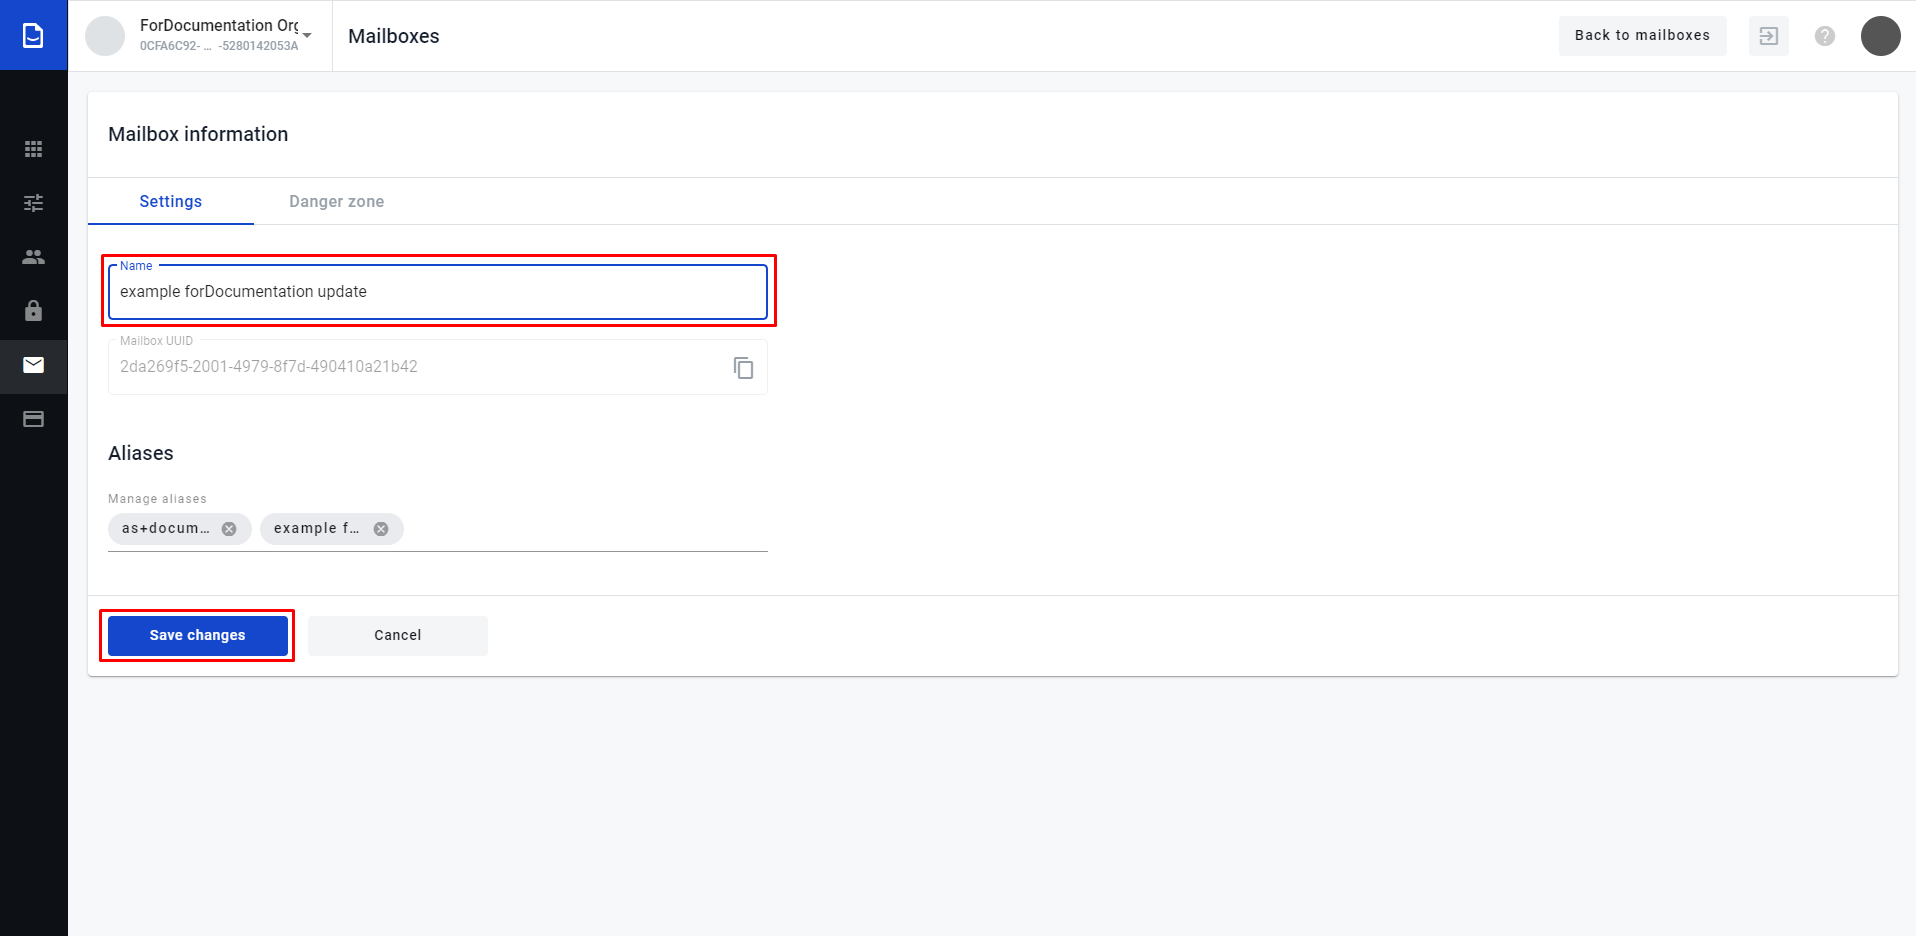 ForDocumentation Org
0CFA6C92- ... -5280142053A
Mailboxes
Back to mailboxes
Mailbox information
Settings
Danger zone
Name
example forDocumentation update
Mailbox UUID
2da269f5-2001-4979-8f7d-490410a21b42
Aliases
Manage aliases
as+docum...
example f...
Save changes
Cancel